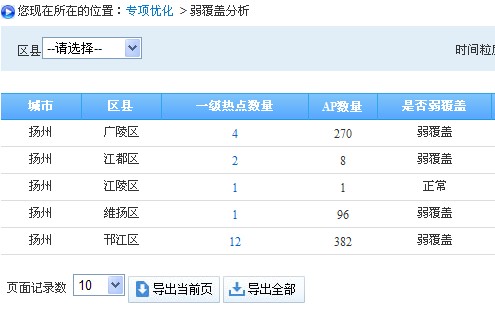 您现在所在的位置：专项优化 >弱覆盖分析
区县 --请选择-- 时间粒度
城市 区县 一级热点数量 AP数量 是否弱覆盖
扬州 广陵区 4 270 弱覆盖
扬州 江都区 2 8 弱覆盖
扬州 江陵区 1 1 正常
扬州 维扬区 1 96 弱覆盖
扬州 邗江区 12 382 弱覆盖
页面记录数 10 导出当前页 导出全部